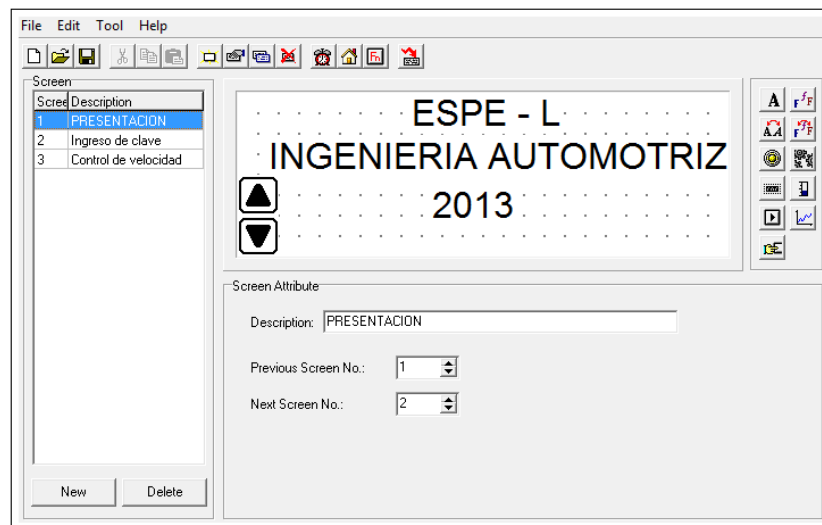 File Edit Tool Help
Screen
Scree Description
1 PRESENTACION
2 Ingreso de clave
3 Control de velocidad
New Delete
ESPE - L
INGENIERIA AUTOMOTRIZ
2013
Screen Attribute
Description: PRESENTACION
Previous Screen No.: 1
Next Screen No.: 2